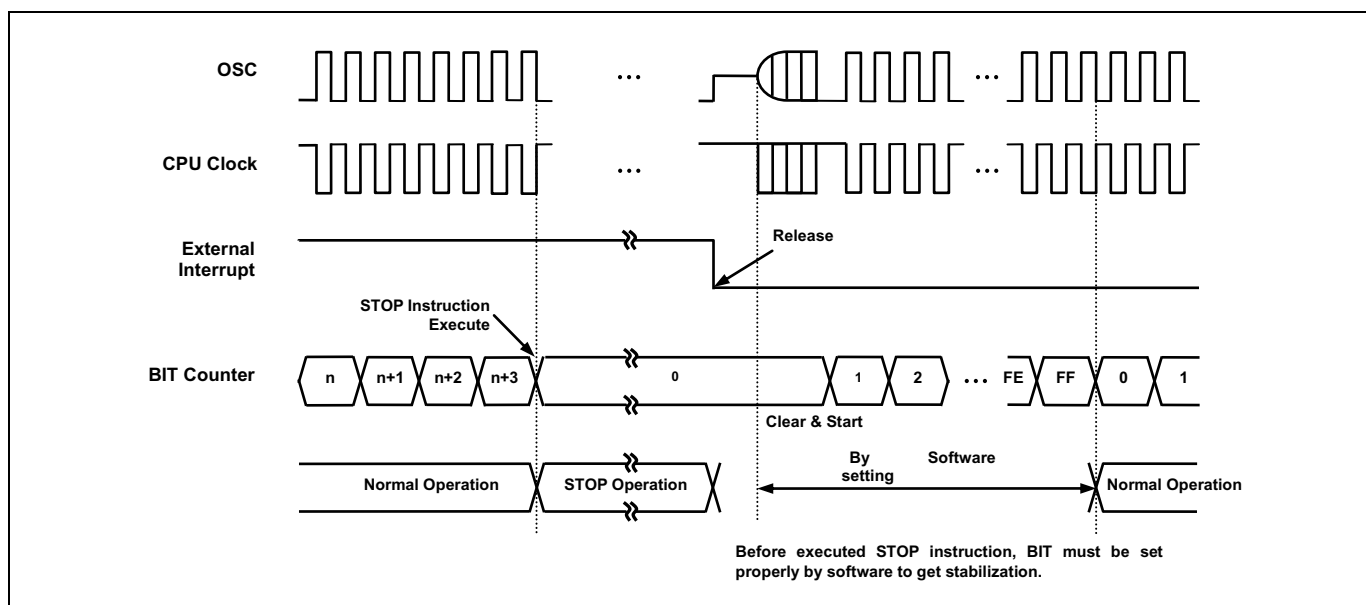 OSC
...
CPU Clock
...
External
Interrupt
Release
STOP Instruction
Execute
BIT Counter
n
n+1
n+2
n+3
0
1
2
...
FE
FF
0
1
Clear & Start
By Software
setting
Normal Operation
STOP Operation
Normal Operation
Before executed STOP instruction, BIT must be set
properly by software to get stabilization.